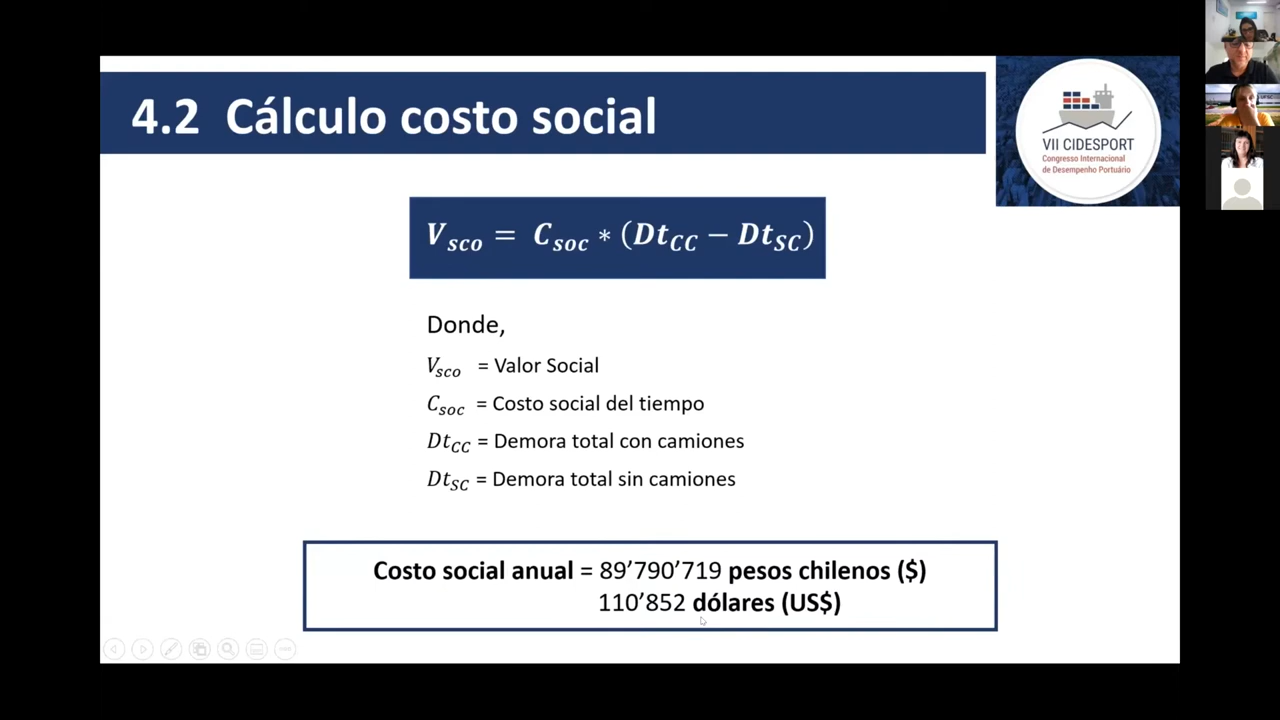 4.2 Cálculo costo social
VII CIDESPORT
Congresso Internacional
de Desempenho Portuário
V_sco = C_soc * (Dt_CC − Dt_SC)
Donde,
V_sco = Valor Social
C_soc = Costo social del tiempo
Dt_CC = Demora total con camiones
Dt_SC = Demora total sin camiones
Costo social anual = 89’790’719 pesos chilenos ($)
110’852 dólares (US$)